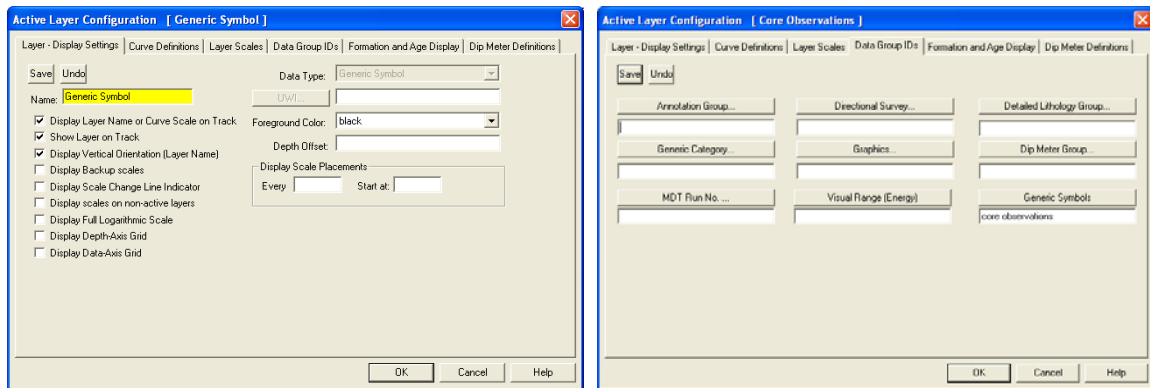 Active Layer Configuration [ Generic Symbol ]
Layer - Display Settings Curve Definitions Layer Scales Data Group IDs Formation and Age Display Dip Meter Definitions
Save Undo
Data Type: Generic Symbol
Name: Generic Symbol
UWI...
Display Layer Name or Curve Scale on Track
Foreground Color: black
Show Layer on Track
Depth Offset:
Display Vertical Orientation (Layer Name)
Display Backup scales
Display Scale Placements
Display Scale Change Line Indicator
Every Start at:
Display scales on non-active layers
Display Full Logarithmic Scale
Display Depth-Axis Grid
Display Data-Axis Grid
OK Cancel Help
Active Layer Configuration [ Core Observations ]
Layer - Display Settings Curve Definitions Layer Scales Data Group IDs Formation and Age Display Dip Meter Definitions
Save Undo
Annotation Group... Directional Survey... Detailed Lithology Group...
Generic Category... Graphics... Dip Meter Group...
MDT Run No. ... Visual Range (Energy) Generic Symbols
core observations
OK Cancel Help